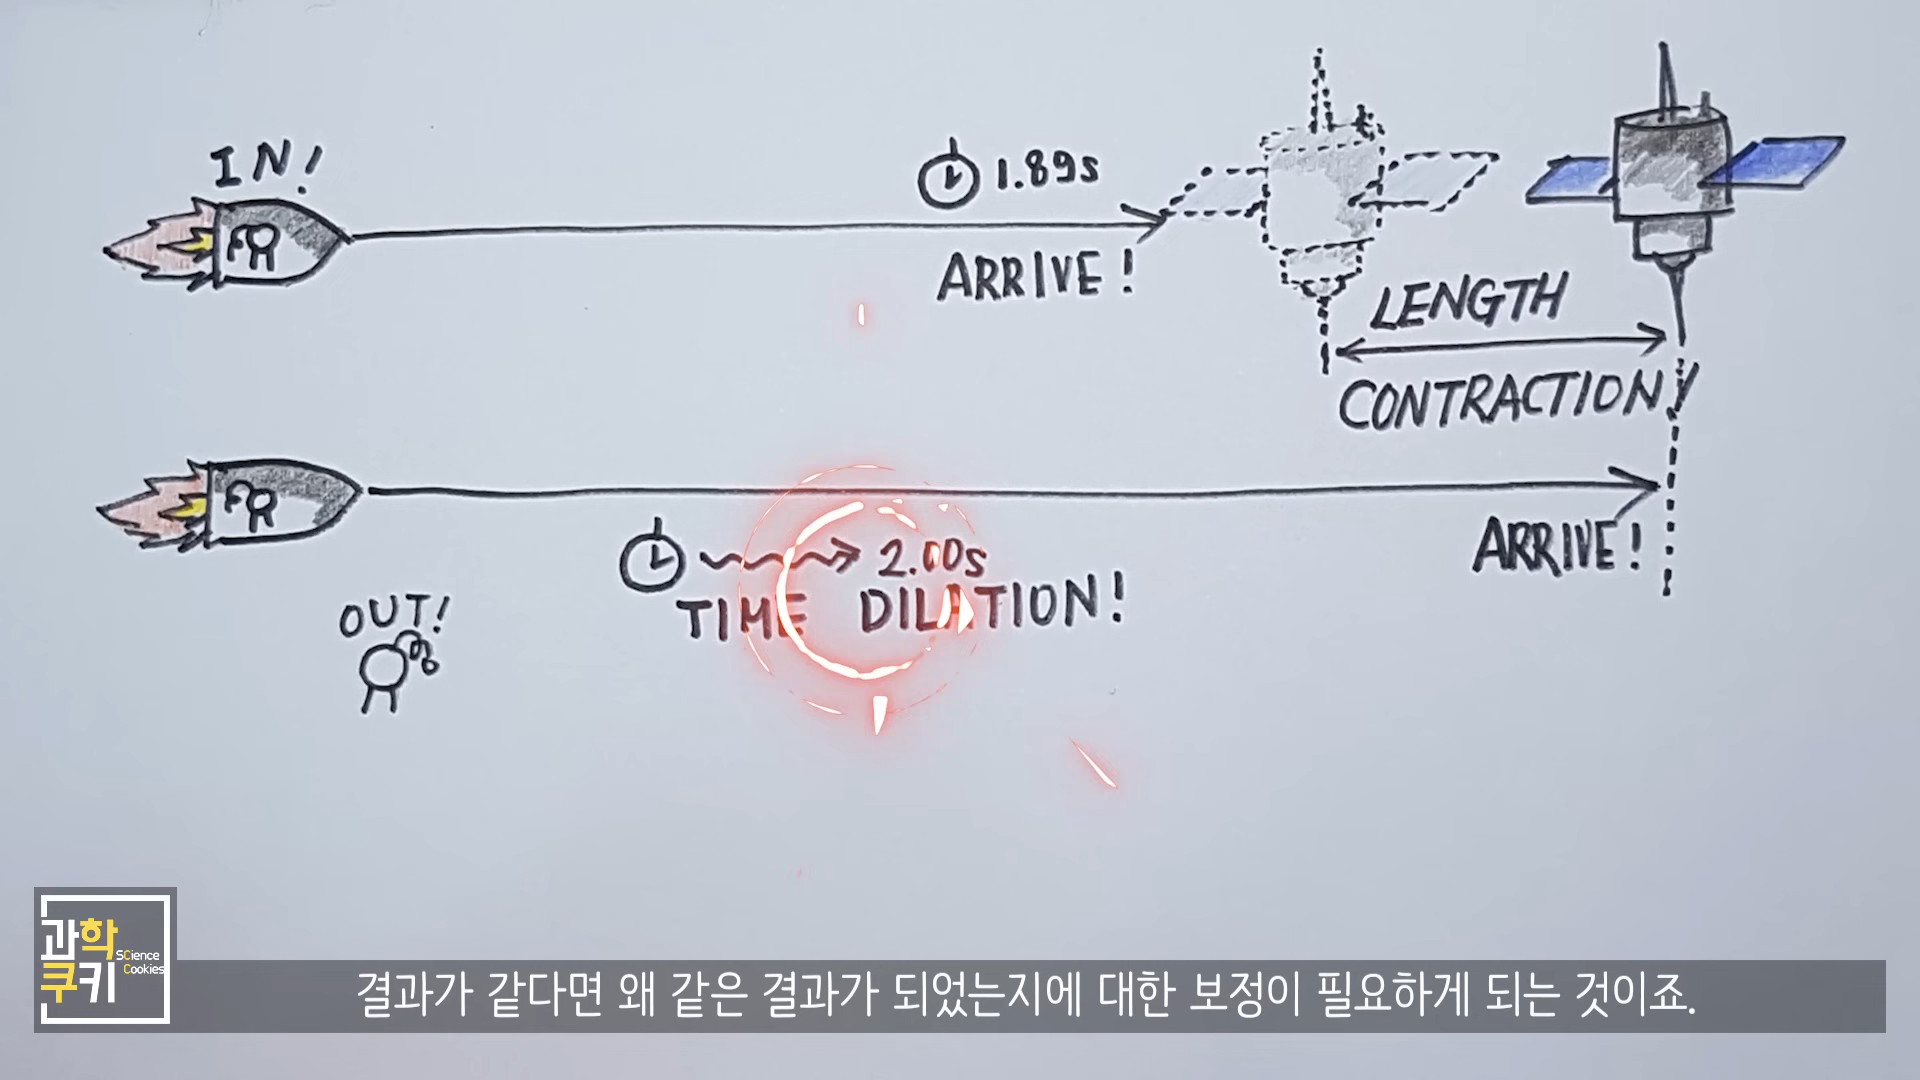 IN!
1.89s
ARRIVE!
LENGTH
CONTRACTION!
ARRIVE!
2.00s
TIME DILATION!
OUT!
과학
쿠키
SCience
Cookies
결과가 같다면 왜 같은 결과가 되었는지에 대한 보정이 필요하게 되는 것이죠.